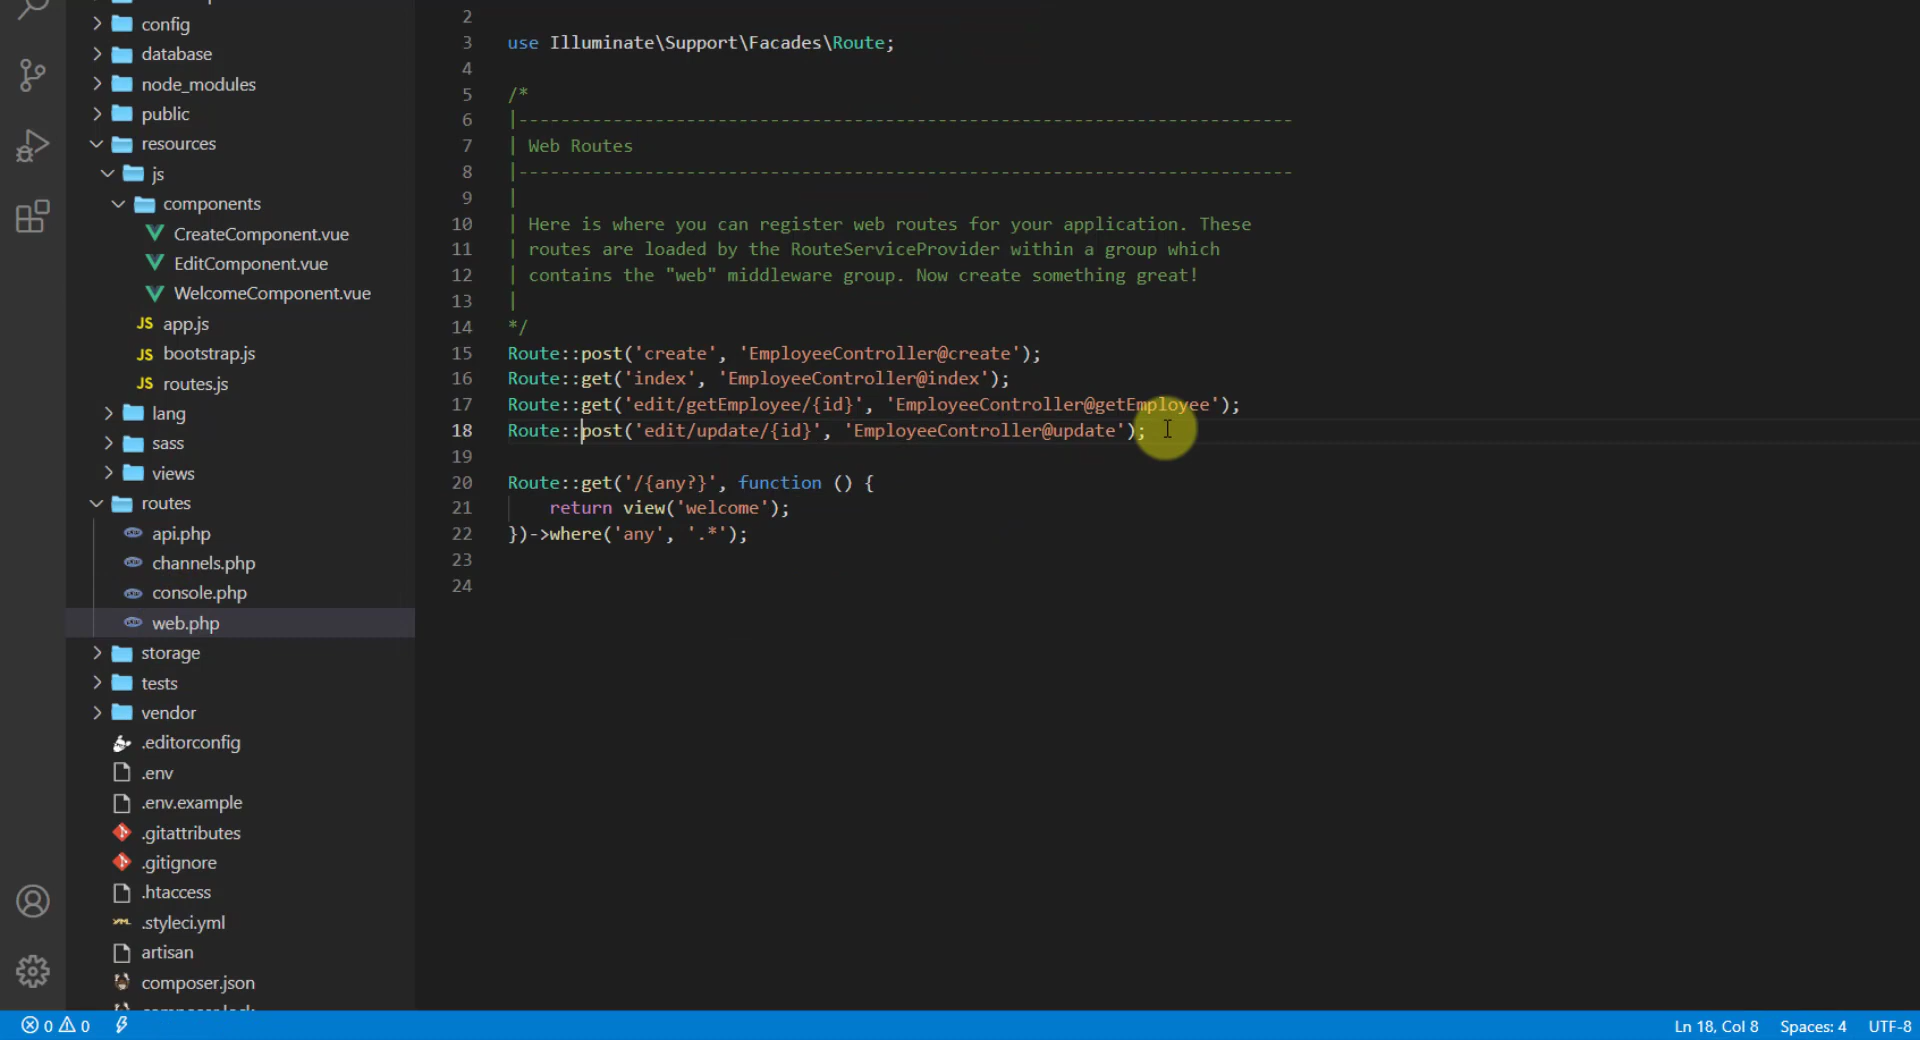 config
database
node_modules
public
resources
js
components
CreateComponent.vue
EditComponent.vue
WelcomeComponent.vue
JS app.js
JS bootstrap.js
JS routes.js
lang
sass
views
routes
api.php
channels.php
console.php
web.php
storage
tests
vendor
.editorconfig
.env
.env.example
.gitattributes
.gitignore
.htaccess
.styleci.yml
artisan
composer.json
2
3 use Illuminate\Support\Facades\Route;
4
5 /*
6 |--------------------------------------------------------------------------
7 | Web Routes
8 |--------------------------------------------------------------------------
9 |
10 | Here is where you can register web routes for your application. These
11 | routes are loaded by the RouteServiceProvider within a group which
12 | contains the "web" middleware group. Now create something great!
13 |
14 */
15 Route::post('create', 'EmployeeController@create');
16 Route::get('index', 'EmployeeController@index');
17 Route::get('edit/getEmployee/{id}', 'EmployeeController@getEmployee');
18 Route::post('edit/update/{id}', 'EmployeeController@update');
19
20 Route::get('/{any?}', function () {
21 return view('welcome');
22 })->where('any', '.*');
23
24
0 0
Ln 18, Col 8 Spaces: 4 UTF-8